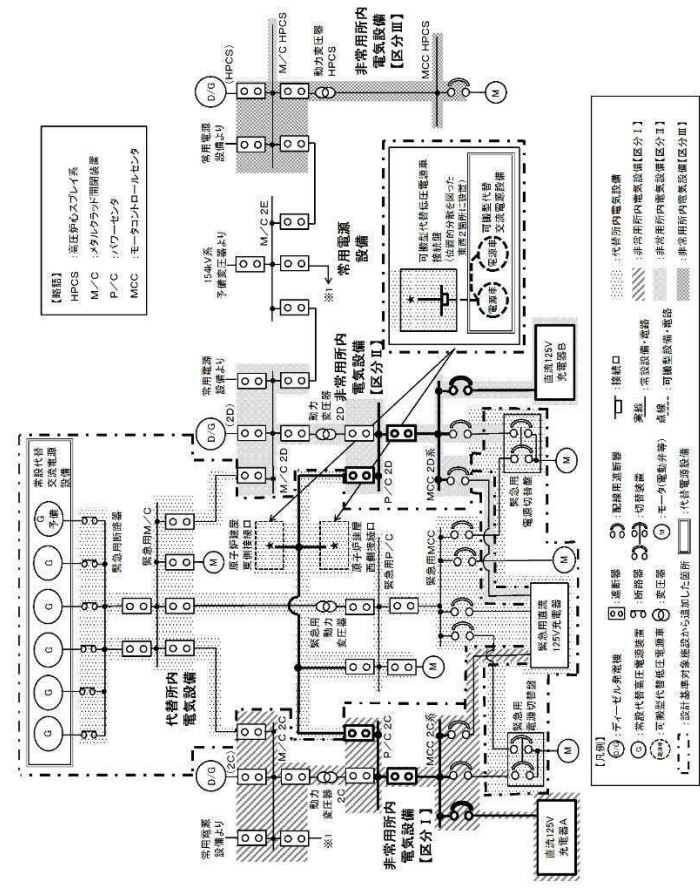 【略語】
HPCS :高圧炉心スプレイ系
M/C :メタルクラッド開閉装置
P/C :パワーセンタ
MCC :モータコントロールセンタ
常設代替
交流電源
設備
G
G
G
G
G
G
予備
緊急用断路器
緊急用M/C
M
代替所内
電気設備
常用電源
設備より
D/G
(2C)
M/C 2C
※1
動力
変圧器
2C
P/C 2C
非常用所内
電気設備
【区分Ⅰ】
MCC 2C系
直流125V
充電器A
緊急用
電源切替盤
M
緊急用
動力
変圧器
緊急用P/C
M
緊急用MCC
M
緊急用直流
125V充電器
原子炉建屋
東側接続口
原子炉建屋
西側接続口
常用電源
設備より
D/G
(2D)
M/C 2D
動力
変圧器
2D
P/C 2D
非常用所内
電気設備
【区分Ⅱ】
MCC 2D系
緊急用
電源切替盤
M
直流125V
充電器B
154kV系
予備変圧器より
M/C 2E
※1
常用電源
設備
可搬型代替低圧電源車
接続盤
(位置的分散を図った
東西2箇所に設置)
電源車
電源車
可搬型代替
交流電源設備
常用電源
設備より
D/G
(HPCS)
M/C HPCS
動力変圧器
HPCS
非常用所内
電気設備
【区分Ⅲ】
MCC HPCS
M
【凡例】
D/G :ディーゼル発電機
G :常設代替高圧電源装置
電源車 :可搬型代替低圧電源車
:遮断器
:断路器
:変圧器
:配線用遮断器
:切替装置
M :モータ(電動弁等)
:接続口
実線 :常設設備・電路
点線 :可搬型設備・電路
:代替所内電気設備
:非常用所内電気設備【区分Ⅰ】
:非常用所内電気設備【区分Ⅱ】
:非常用所内電気設備【区分Ⅲ】
:設計基準対象施設から追加した箇所
:代替電源設備